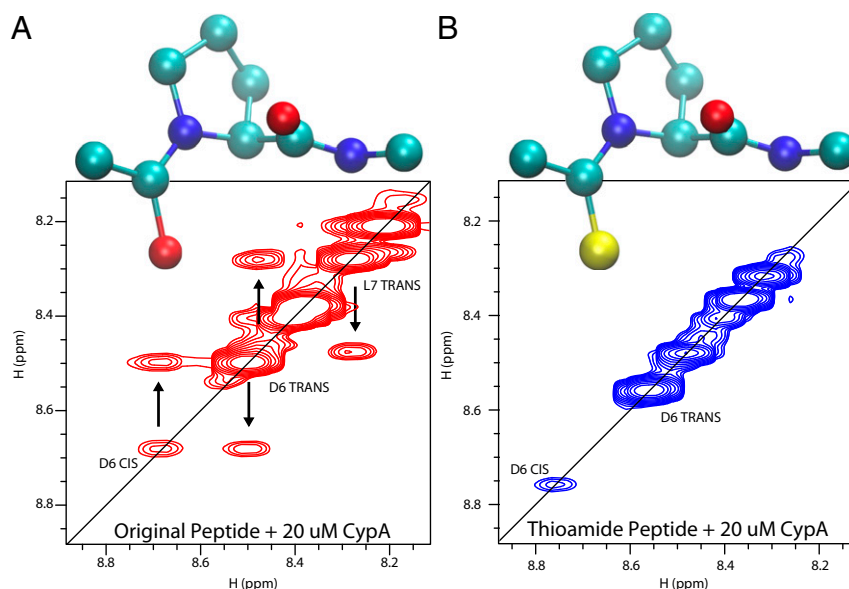 A
B
8.2
8.4
8.6
8.8
H (ppm)
L7 TRANS
D6 TRANS
D6 CIS
Original Peptide + 20 uM CypA
8.8
8.6
8.4
8.2
H (ppm)
8.2
8.4
8.6
8.8
H (ppm)
D6 TRANS
D6 CIS
Thioamide Peptide + 20 uM CypA
8.8
8.6
8.4
8.2
H (ppm)